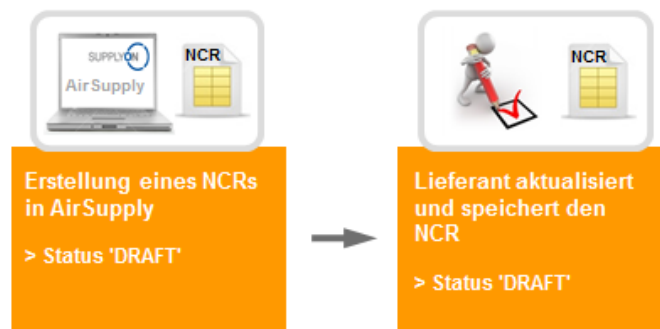 SUPPLYON
AirSupply
NCR
Erstellung eines NCRs
in AirSupply
> Status 'DRAFT'
NCR
Lieferant aktualisiert
und speichert den
NCR
> Status 'DRAFT'